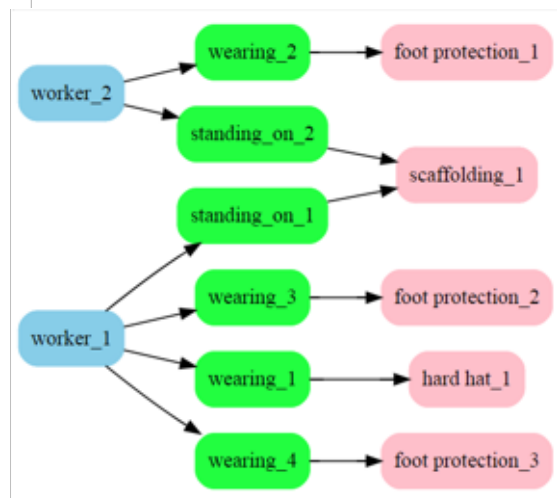 wearing_2
foot protection_1
worker_2
standing_on_2
scaffolding_1
standing_on_1
wearing_3
foot protection_2
worker_1
wearing_1
hard hat_1
wearing_4
foot protection_3